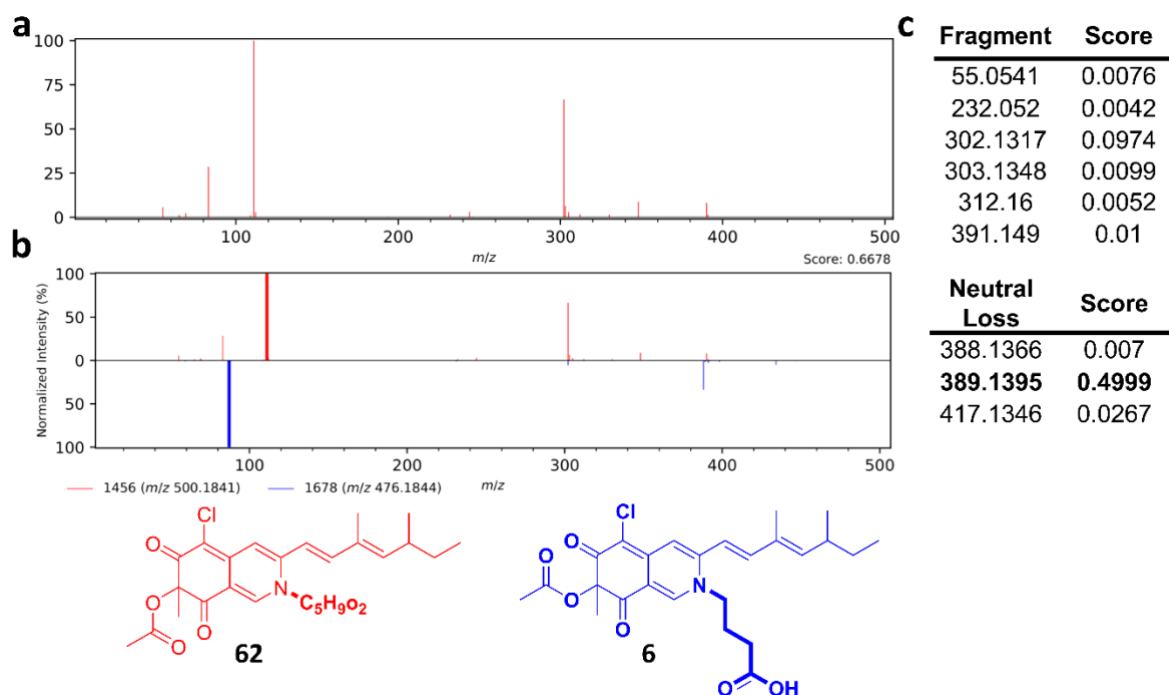 a
100
75
50
25
0
100
200
300
400
500
m/z
b
Score: 0.6678
Normalized Intensity (%)
100
50
0
50
100
100
200
300
400
500
1456 (m/z 500.1841)
1678 (m/z 476.1844)
m/z
Cl
O
O
O
O
N
C₅H₉O₂
62
Cl
O
O
O
O
N
O
OH
6
c
Fragment Score
55.0541 0.0076
232.052 0.0042
302.1317 0.0974
303.1348 0.0099
312.16 0.0052
391.149 0.01
Neutral
Loss Score
388.1366 0.007
389.1395 0.4999
417.1346 0.0267